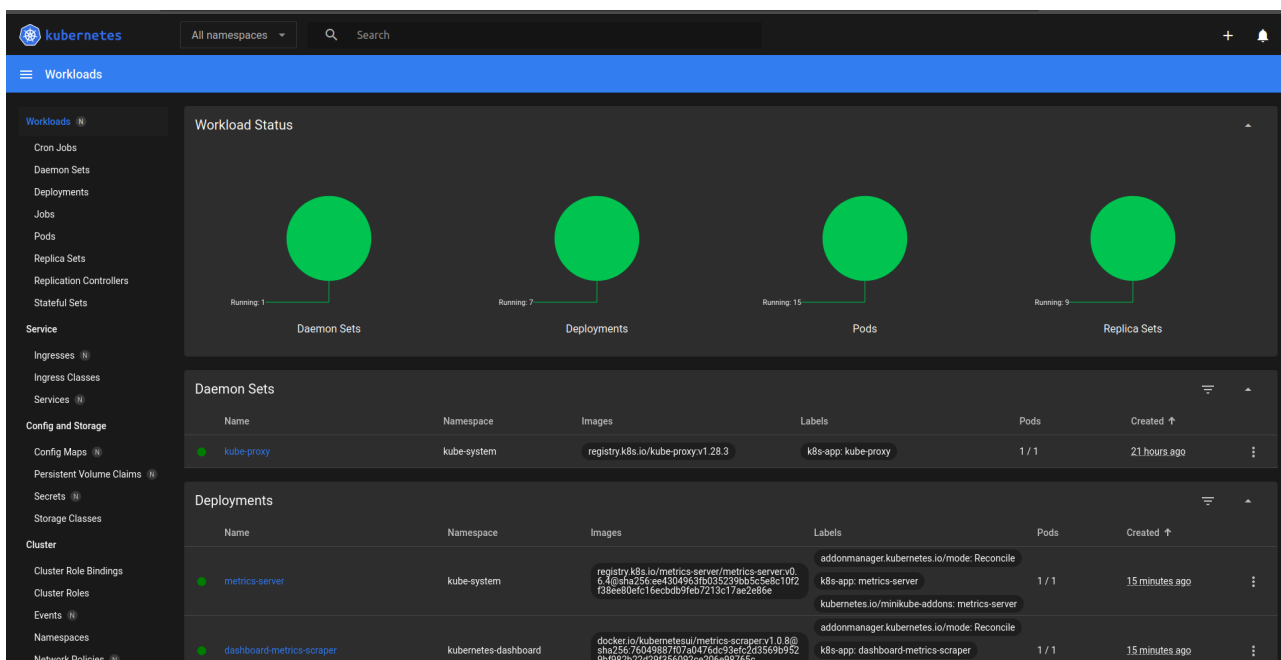 kubernetes All namespaces Search
Workloads
Workloads N
Cron Jobs
Daemon Sets
Deployments
Jobs
Pods
Replica Sets
Replication Controllers
Stateful Sets
Service
Ingresses N
Ingress Classes
Services N
Config and Storage
Config Maps N
Persistent Volume Claims N
Secrets N
Storage Classes
Cluster
Cluster Role Bindings
Cluster Roles
Events N
Namespaces
Network Policies N
Workload Status
Running: 1 Running: 7 Running: 15 Running: 9
Daemon Sets Deployments Pods Replica Sets
Daemon Sets
Name Namespace Images Labels Pods Created
kube-proxy kube-system registry.k8s.io/kube-proxy:v1.28.3 k8s-app: kube-proxy 1 / 1 21 hours ago
Deployments
Name Namespace Images Labels Pods Created
addonmanager.kubernetes.io/mode: Reconcile
registry.k8s.io/metrics-server/metrics-server:v0.
metrics-server kube-system 6.4@sha256:ee4304963fb035239bb5c5e8c10f2 k8s-app: metrics-server 1 / 1 15 minutes ago
f38ee80efc16ecbdb9feb7213c17ae2e86e
kubernetes.io/minikube-addons: metrics-server
addonmanager.kubernetes.io/mode: Reconcile
docker.io/kubernetesui/metrics-scraper:v1.0.8@
dashboard-metrics-scraper kubernetes-dashboard sha256:76049887f07a0476dc93efc2d3569b952 k8s-app: dashboard-metrics-scraper 1 / 1 15 minutes ago